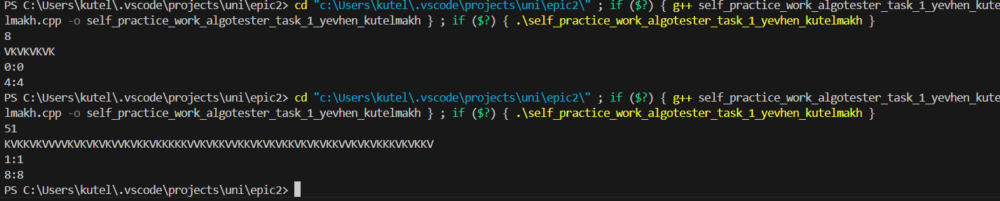 PS C:\Users\kutel\.vscode\projects\uni\epic2> cd "c:\Users\kutel\.vscode\projects\uni\epic2\" ; if ($?) { g++ self_practice_work_algotester_task_1_yevhen_kute
lmakh.cpp -o self_practice_work_algotester_task_1_yevhen_kutelmakh } ; if ($?) { .\self_practice_work_algotester_task_1_yevhen_kutelmakh }
8
VKVKVKVK
0:0
4:4
PS C:\Users\kutel\.vscode\projects\uni\epic2> cd "c:\Users\kutel\.vscode\projects\uni\epic2\" ; if ($?) { g++ self_practice_work_algotester_task_1_yevhen_kute
lmakh.cpp -o self_practice_work_algotester_task_1_yevhen_kutelmakh } ; if ($?) { .\self_practice_work_algotester_task_1_yevhen_kutelmakh }
51
1:1
8:8
PS C:\Users\kutel\.vscode\projects\uni\epic2>